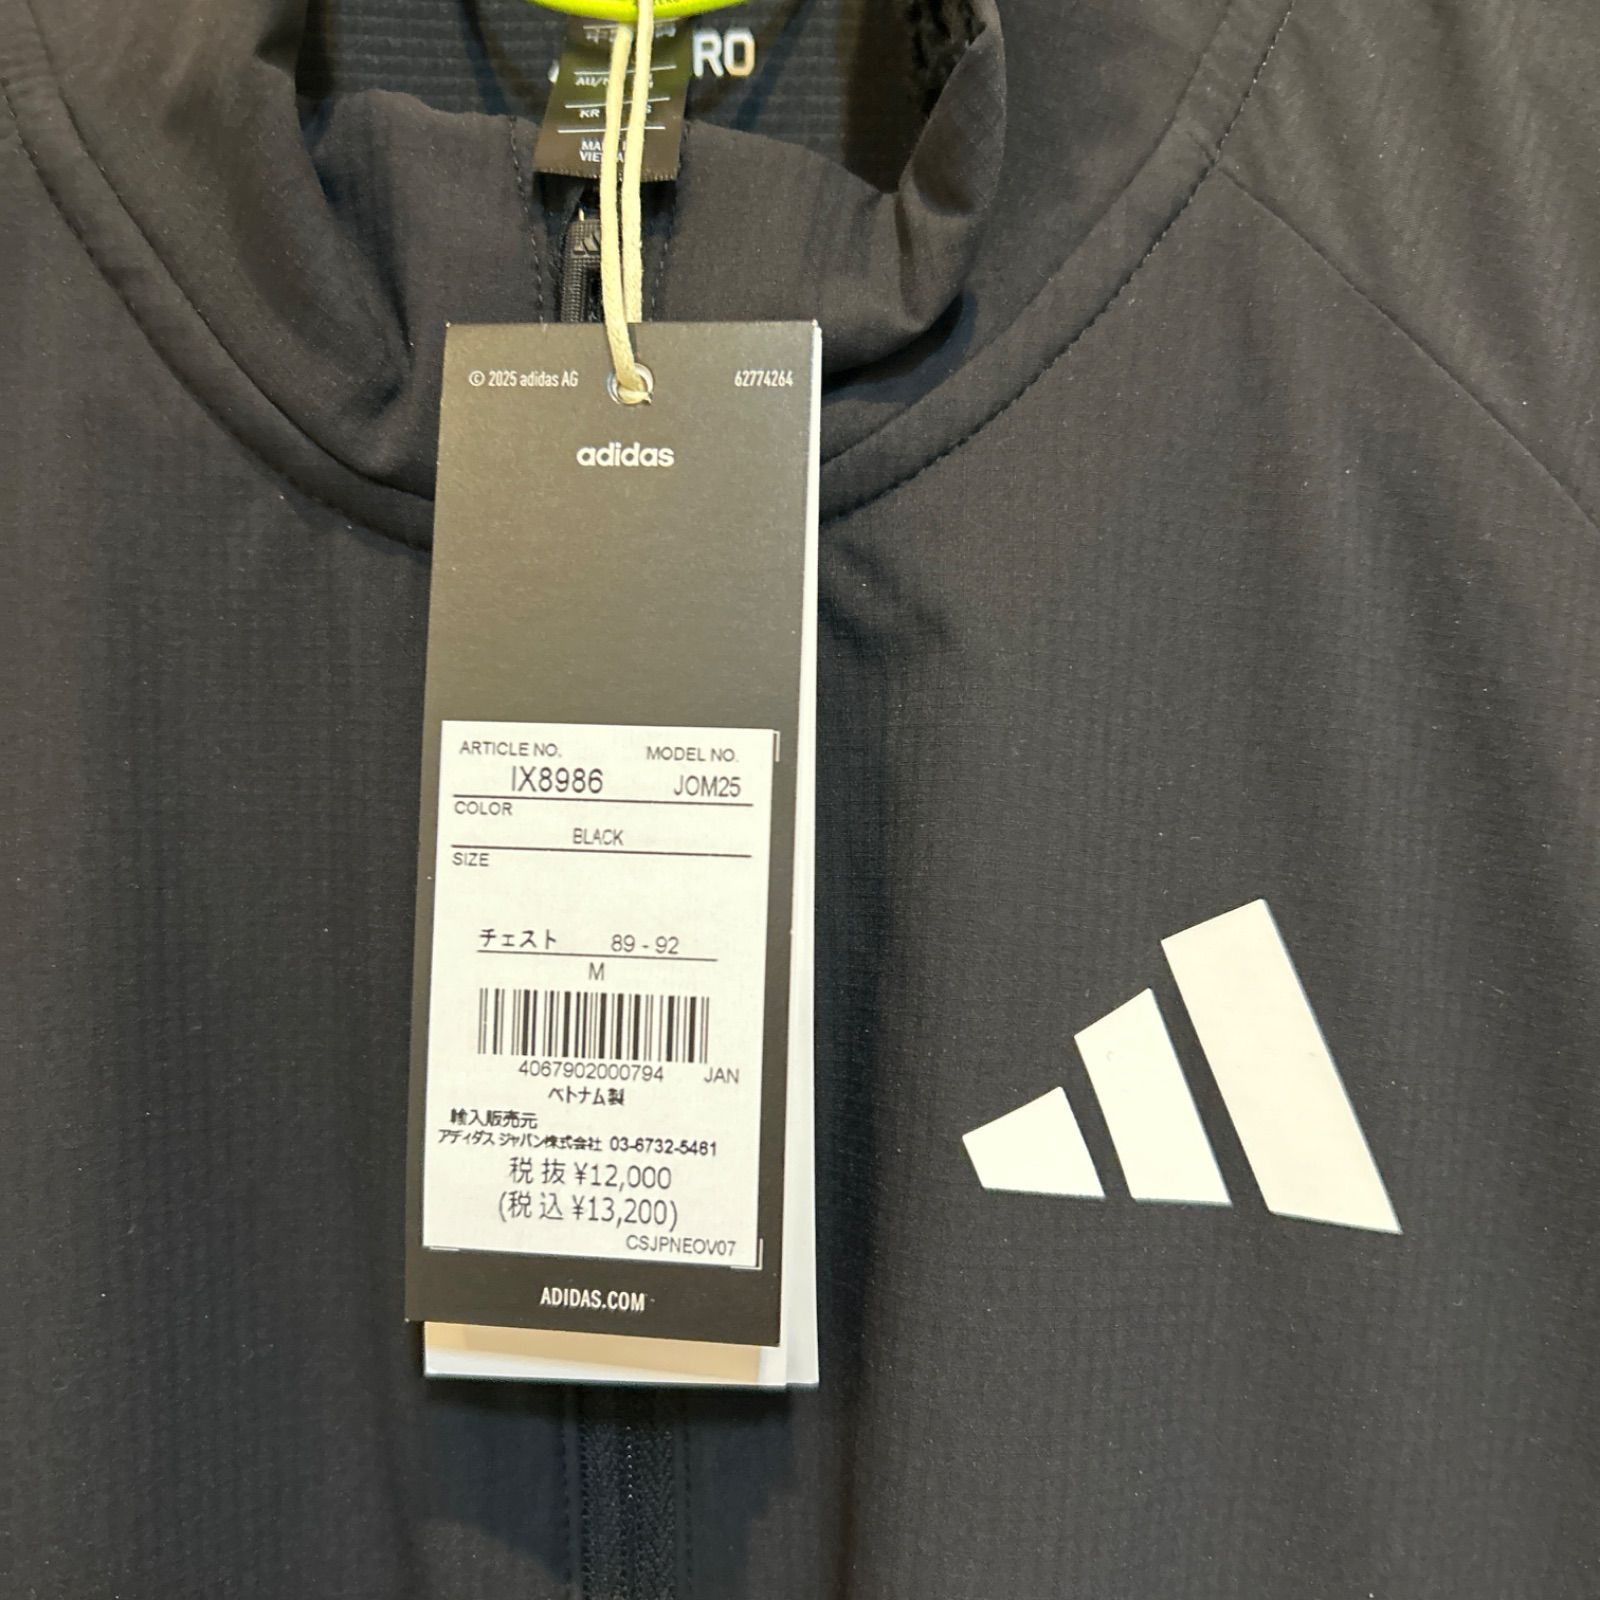 RO
AU/
KR
© 2025 adidas AG
62774264
adidas
ARTICLE NO.
MODEL NO.
IX8986
JOM25
COLOR
BLACK
SIZE
チェスト 89 - 92
M
4067902000794 JAN
ベトナム製
輸入販売元
アディダス ジャパン株式会社 03-6732-5461
税抜 ¥12,000
(税込 ¥13,200)
CSJPNEOV07
ADIDAS.COM